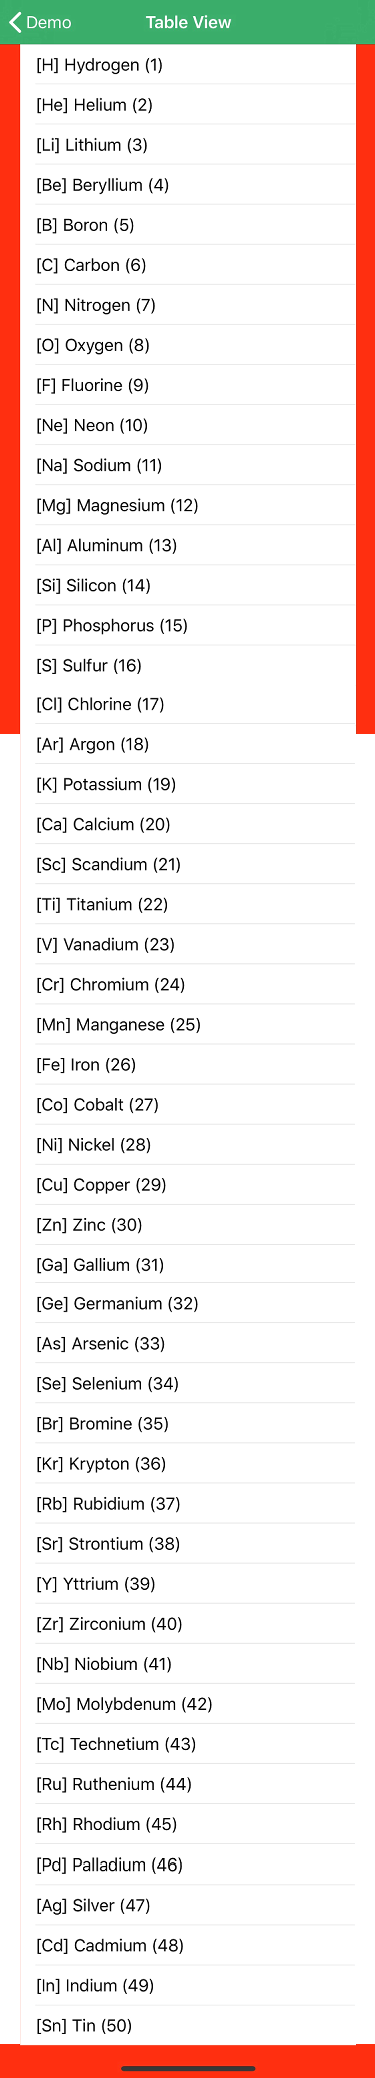 Demo
Table View
[H] Hydrogen (1)
[He] Helium (2)
[Li] Lithium (3)
[Be] Beryllium (4)
[B] Boron (5)
[C] Carbon (6)
[N] Nitrogen (7)
[O] Oxygen (8)
[F] Fluorine (9)
[Ne] Neon (10)
[Na] Sodium (11)
[Mg] Magnesium (12)
[Al] Aluminum (13)
[Si] Silicon (14)
[P] Phosphorus (15)
[S] Sulfur (16)
[Cl] Chlorine (17)
[Ar] Argon (18)
[K] Potassium (19)
[Ca] Calcium (20)
[Sc] Scandium (21)
[Ti] Titanium (22)
[V] Vanadium (23)
[Cr] Chromium (24)
[Mn] Manganese (25)
[Fe] Iron (26)
[Co] Cobalt (27)
[Ni] Nickel (28)
[Cu] Copper (29)
[Zn] Zinc (30)
[Ga] Gallium (31)
[Ge] Germanium (32)
[As] Arsenic (33)
[Se] Selenium (34)
[Br] Bromine (35)
[Kr] Krypton (36)
[Rb] Rubidium (37)
[Sr] Strontium (38)
[Y] Yttrium (39)
[Zr] Zirconium (40)
[Nb] Niobium (41)
[Mo] Molybdenum (42)
[Tc] Technetium (43)
[Ru] Ruthenium (44)
[Rh] Rhodium (45)
[Pd] Palladium (46)
[Ag] Silver (47)
[Cd] Cadmium (48)
[In] Indium (49)
[Sn] Tin (50)